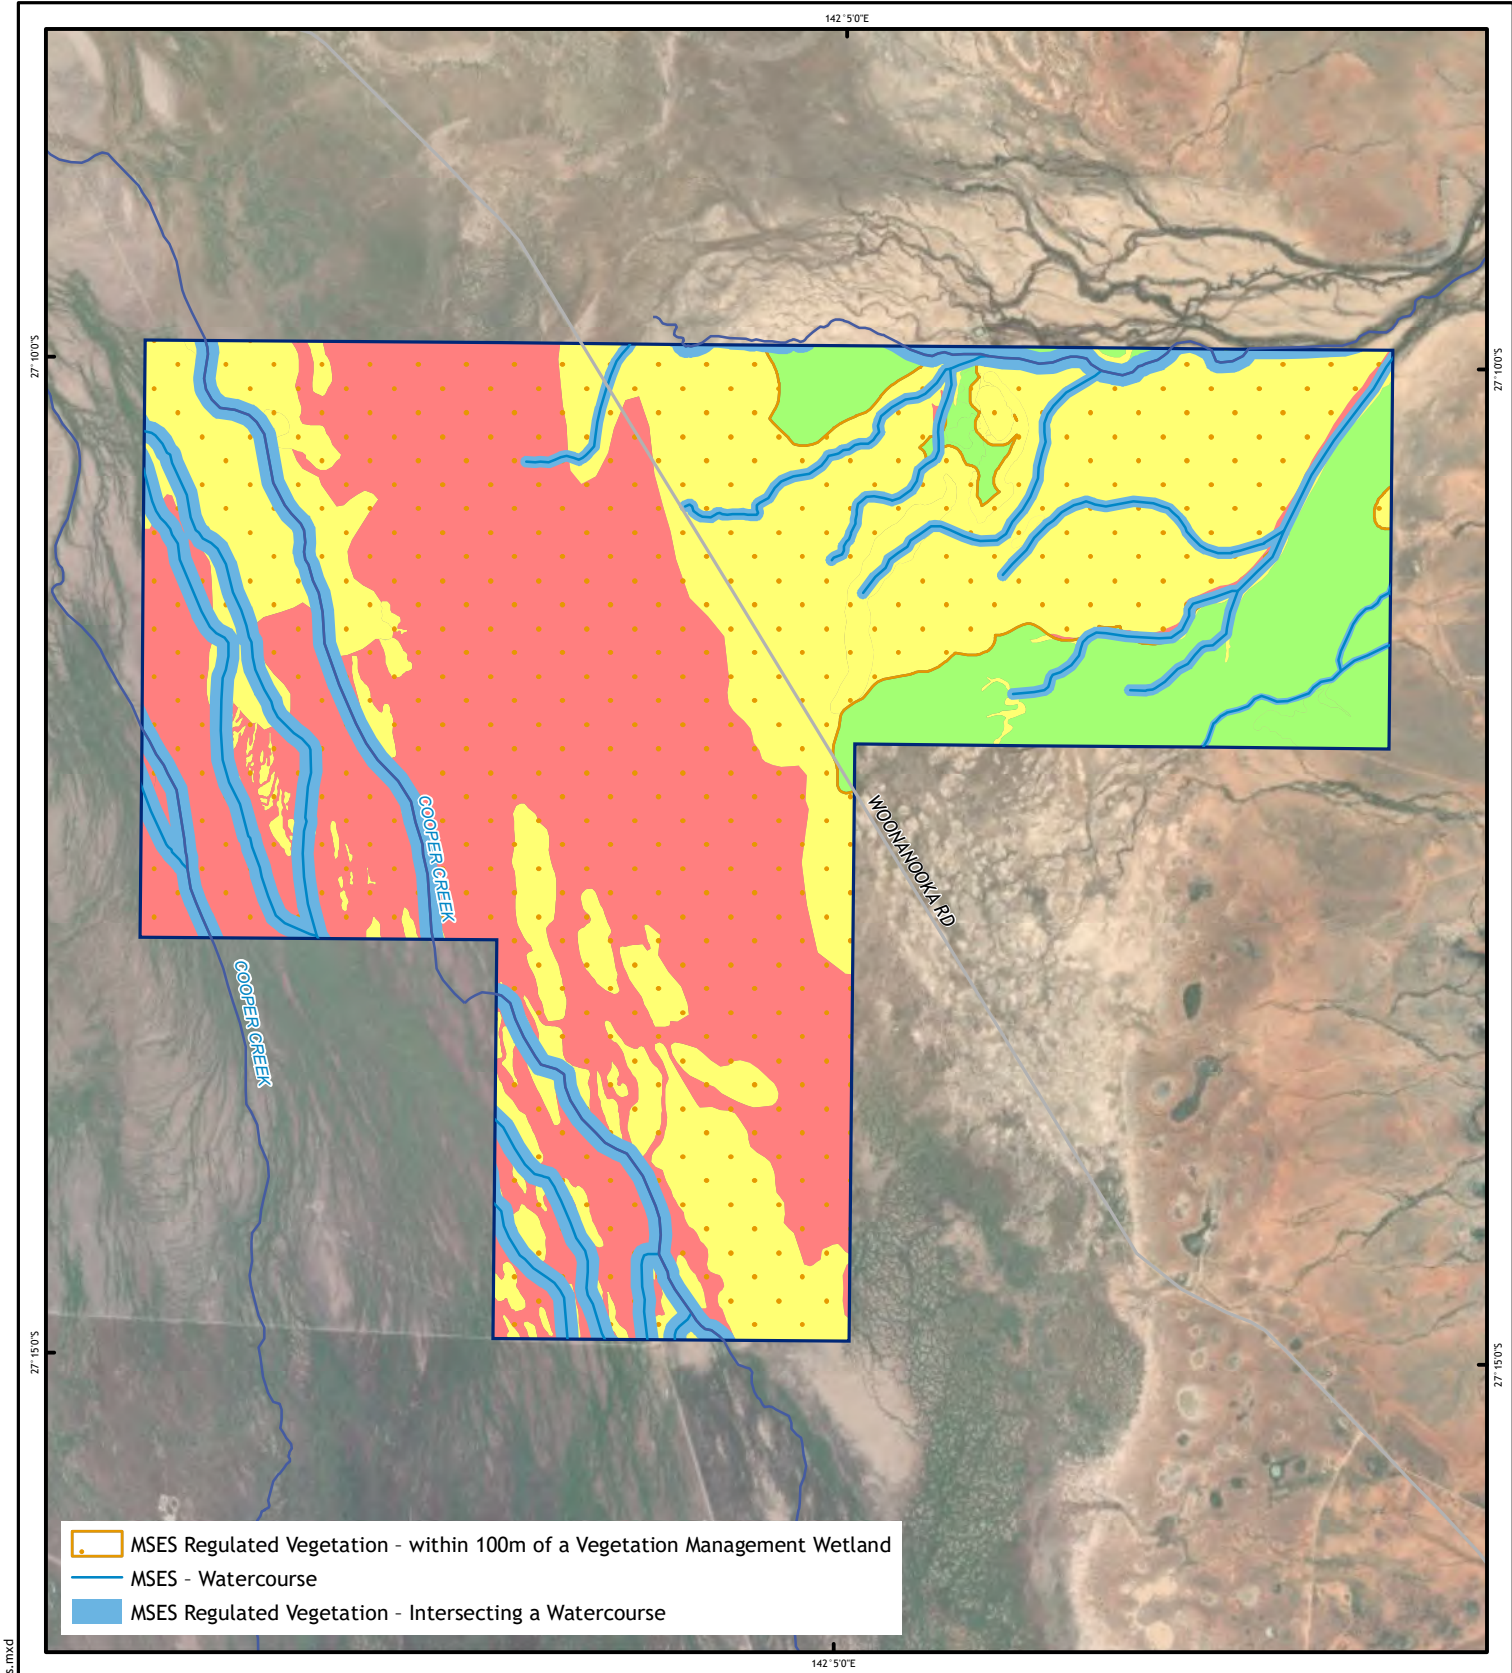 142°5'0"E
27°10'0"S
27°10'0"S
WOONANOOKA RD
COOPER CREEK
COOPER CREEK
27°15'0"S
27°15'0"S
MSES Regulated Vegetation - within 100m of a Vegetation Management Wetland
MSES - Watercourse
MSES Regulated Vegetation - Intersecting a Watercourse
s.mxd
142°5'0"E